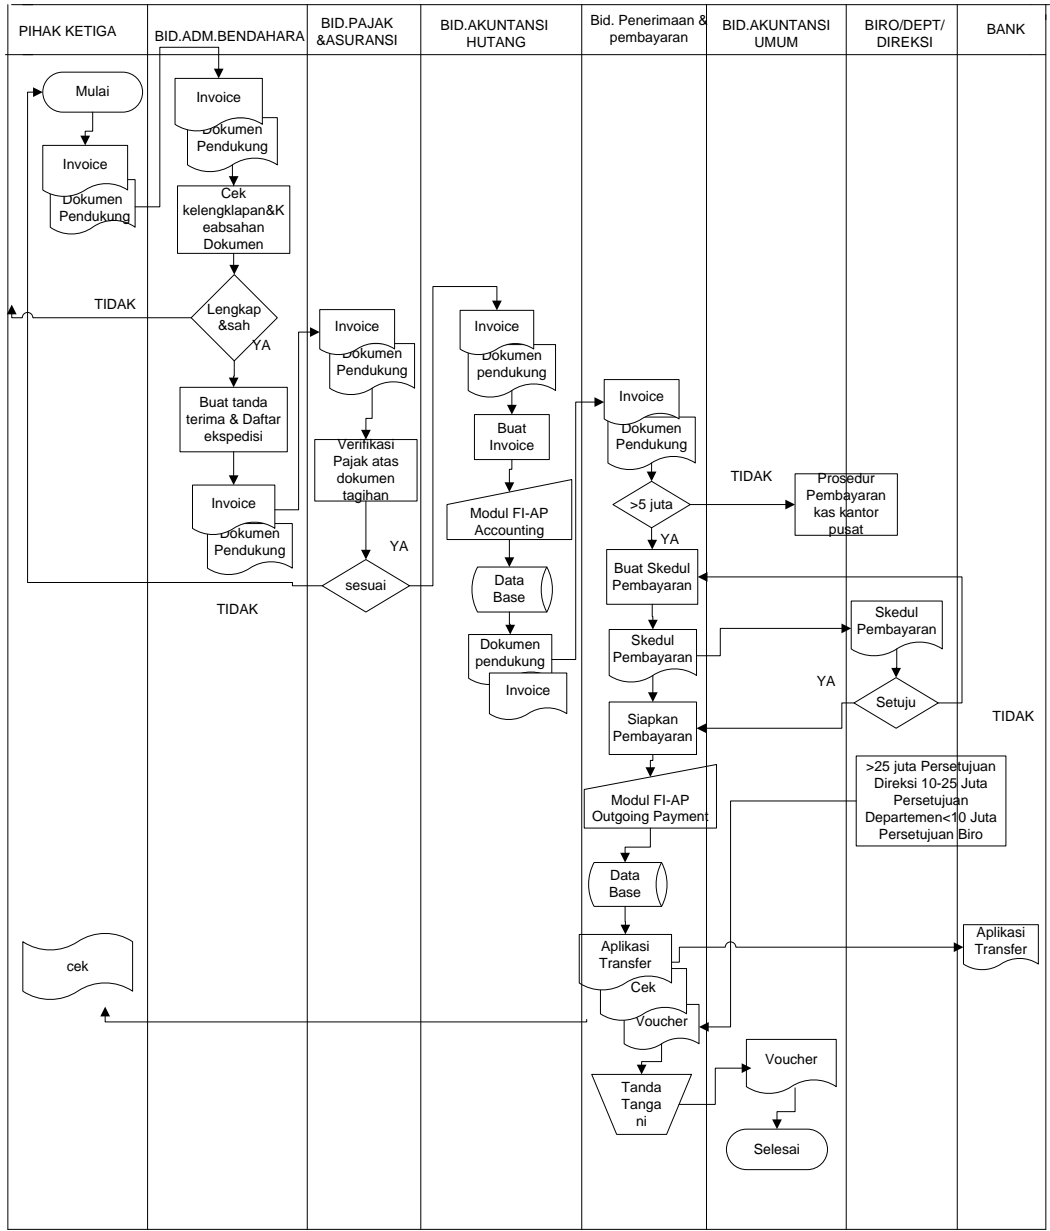 PIHAK KETIGA
BID.ADM.BENDAHARA
BID.PAJAK
&ASURANSI
BID.AKUNTANSI
HUTANG
Bid. Penerimaan &
pembayaran
BID.AKUNTANSI
UMUM
BIRO/DEPT/
DIREKSI
BANK
Mulai
Invoice
Dokumen
Pendukung
Invoice
Dokumen
Pendukung
Cek
kelengklapan&K
eabsahan
Dokumen
Lengkap
&sah
TIDAK
YA
Buat tanda
terima & Daftar
ekspedisi
Invoice
Dokumen
Pendukung
Invoice
Dokumen
Pendukung
Verifikasi
Pajak atas
dokumen
tagihan
sesuai
YA
TIDAK
Invoice
Dokumen
pendukung
Buat
Invoice
Modul FI-AP
Accounting
Data
Base
Dokumen
pendukung
Invoice
Invoice
Dokumen
Pendukung
>5 juta
TIDAK
Prosedur
Pembayaran
kas kantor
pusat
YA
Buat Skedul
Pembayaran
Skedul
Pembayaran
Skedul
Pembayaran
Setuju
YA
TIDAK
Siapkan
Pembayaran
Modul FI-AP
Outgoing Payment
>25 juta Persetujuan
Direksi 10-25 Juta
Persetujuan
Departemen<10 Juta
Persetujuan Biro
Data
Base
Aplikasi
Transfer
Cek
Voucher
Aplikasi
Transfer
cek
Tanda
Tanga
ni
Voucher
Selesai